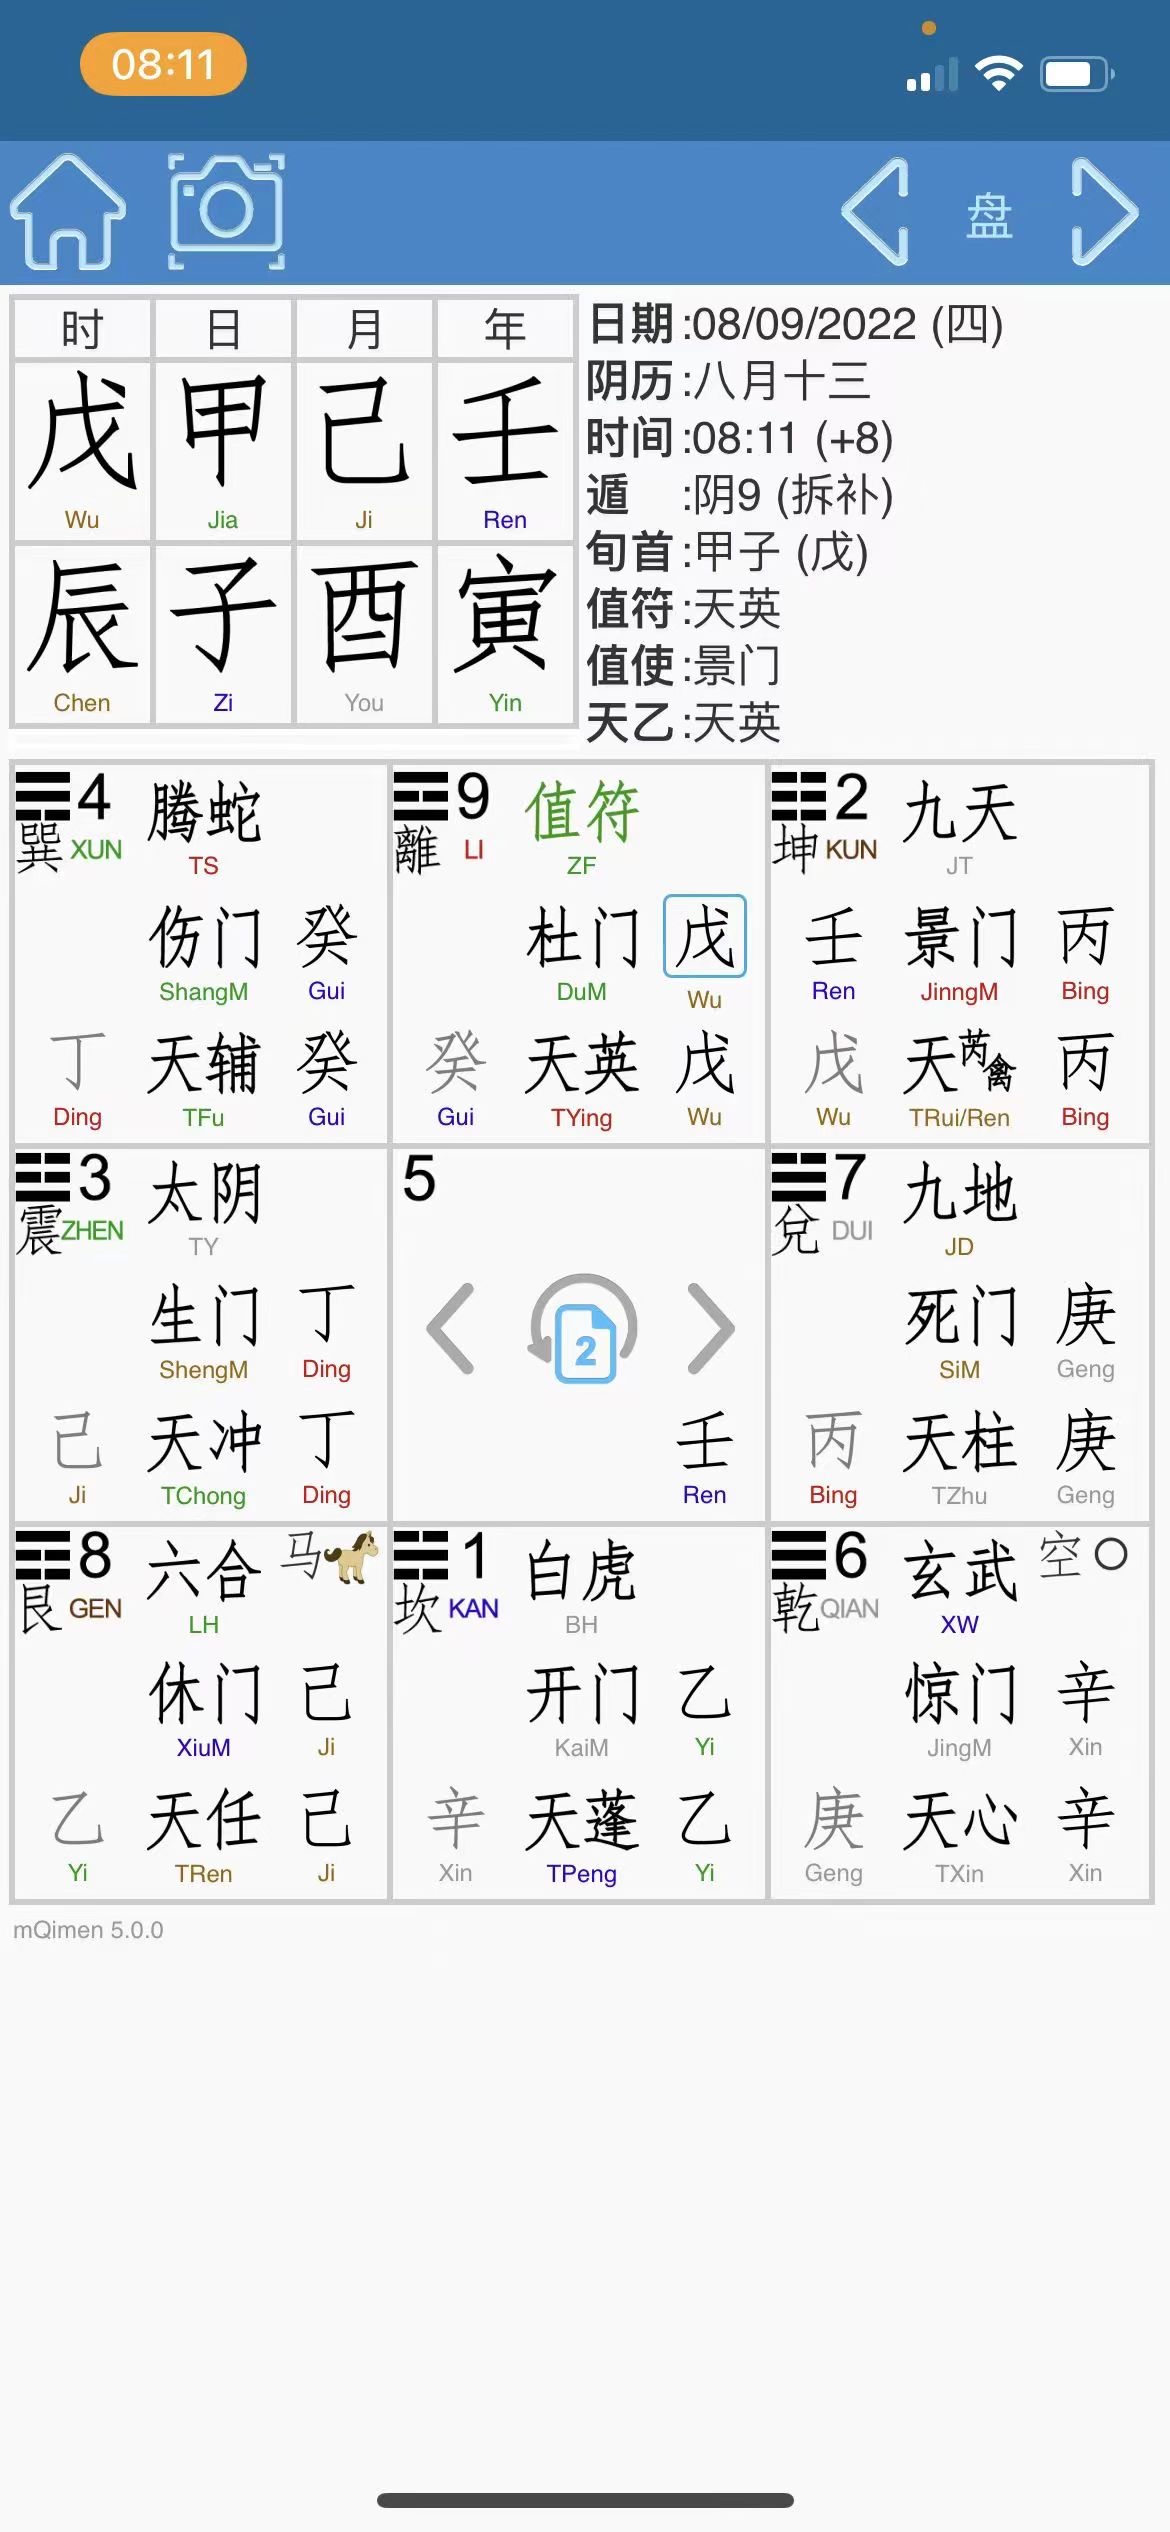 08:11
盘
时 日 月 年
戊 甲 己 壬
Wu Jia Ji Ren
辰 子 酉 寅
Chen Zi You Yin
日期:08/09/2022 (四)
阴历:八月十三
时间:08:11 (+8)
遁 :阴9 (拆补)
旬首:甲子 (戊)
值符:天英
值使:景门
天乙:天英
4 腾蛇
巽 XUN TS
伤门 癸
ShangM Gui
丁 天辅 癸
Ding TFu Gui
9 值符
離 LI ZF
杜门 戊
DuM Wu
癸 天英 戊
Gui TYing Wu
2 九天
坤 KUN JT
壬 景门 丙
Ren JinngM Bing
戊 天芮禽 丙
Wu TRui/Ren Bing
3 太阴
震 ZHEN TY
生门 丁
ShengM Ding
己 天冲 丁
Ji TChong Ding
5
2
壬
Ren
7 九地
兌 DUI JD
死门 庚
SiM Geng
丙 天柱 庚
Bing TZhu Geng
8 六合 马
艮 GEN LH
休门 己
XiuM Ji
乙 天任 己
Yi TRen Ji
1 白虎
坎 KAN BH
开门 乙
KaiM Yi
辛 天蓬 乙
Xin TPeng Yi
6 玄武 空
乾 QIAN XW
惊门 辛
JingM Xin
庚 天心 辛
Geng TXin Xin
mQimen 5.0.0